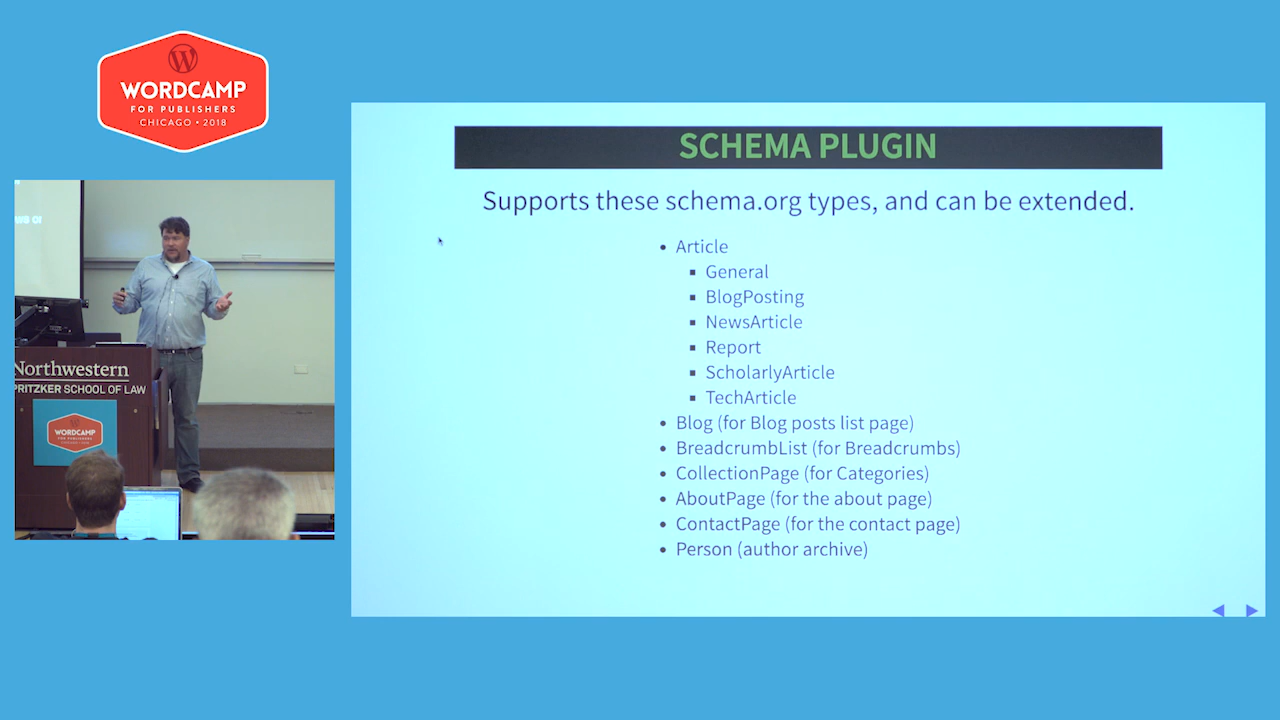 WORDCAMP
FOR PUBLISHERS
CHICAGO • 2018
Northwestern
PRITZKER SCHOOL OF LAW
WORDCAMP
FOR PUBLISHERS
CHICAGO • 2018
SCHEMA PLUGIN
Supports these schema.org types, and can be extended.
• Article
▪ General
▪ BlogPosting
▪ NewsArticle
▪ Report
▪ ScholarlyArticle
▪ TechArticle
• Blog (for Blog posts list page)
• BreadcrumbList (for Breadcrumbs)
• CollectionPage (for Categories)
• AboutPage (for the about page)
• ContactPage (for the contact page)
• Person (author archive)